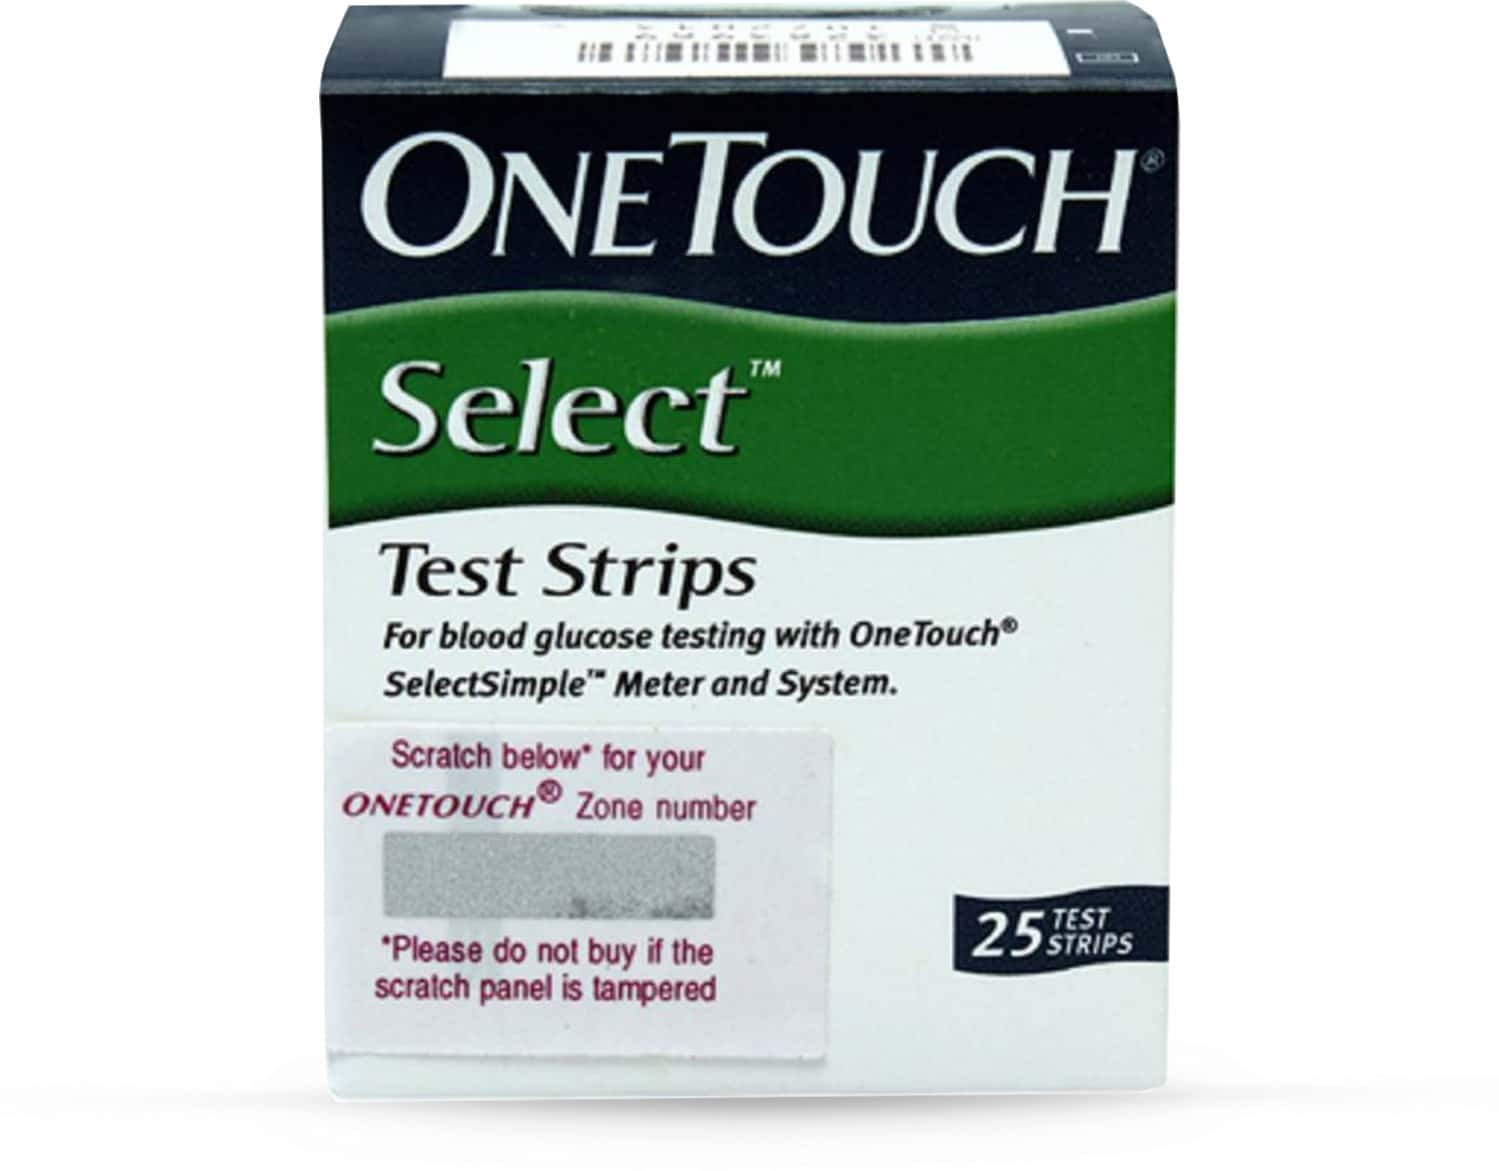 ONETOUCH®
Select™
Test Strips
For blood glucose testing with OneTouch®
SelectSimple™ Meter and System.
Scratch below* for your
ONETOUCH® Zone number
*Please do not buy if the
scratch panel is tampered
25 TEST
STRIPS